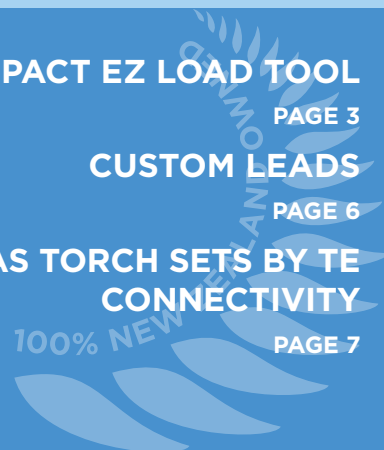 PACT EZ LOAD TOOL
PAGE 3
CUSTOM LEADS
PAGE 6
AS TORCH SETS BY TE
CONNECTIVITY
PAGE 7
100% NEW ZEALAND OWNED